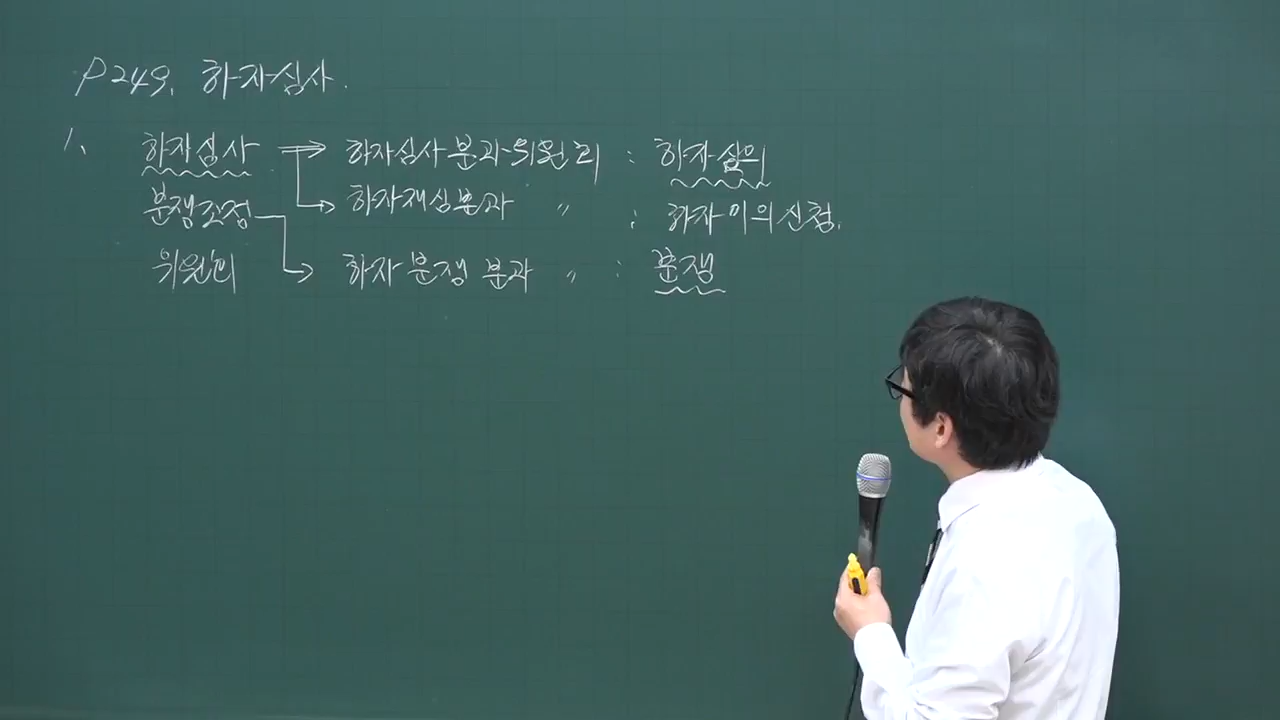 P249. 하자심사.
1. 하자심사 ⇒ 하자심사분과위원회 : 하자심의
분쟁조정 → 하자재심분과 〃 : 하자이의신청.
위원회 → 하자분쟁분과 〃 : 분쟁